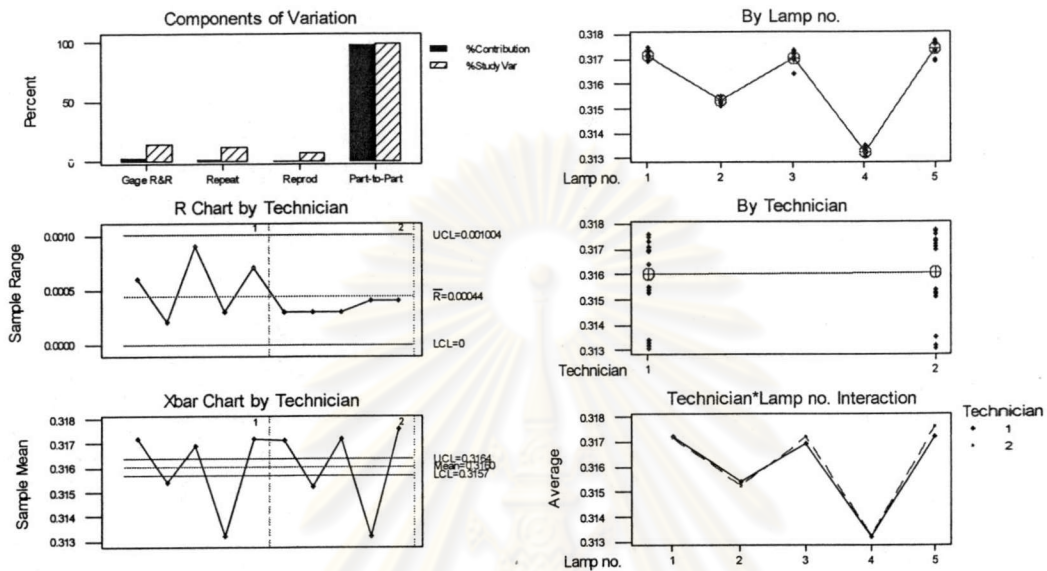 Components of Variation
100
50
0
Percent
%Contribution
%Study Var
Gage R&R
Repeat
Reprod
Part-to-Part
By Lamp no.
0.318
0.317
0.316
0.315
0.314
0.313
Lamp no.
1
2
3
4
5
R Chart by Technician
1
2
0.0010
0.0005
0.0000
Sample Range
UCL=0.001004
R=0.00044
LCL=0
By Technician
0.318
0.317
0.316
0.315
0.314
0.313
Technician
1
2
Xbar Chart by Technician
1
2
0.318
0.317
0.316
0.315
0.314
0.313
Sample Mean
UCL=0.3164
Mean=0.3160
LCL=0.3157
Technician*Lamp no. Interaction
Technician
1
2
0.318
0.317
0.316
0.315
0.314
0.313
Average
Lamp no.
1
2
3
4
5